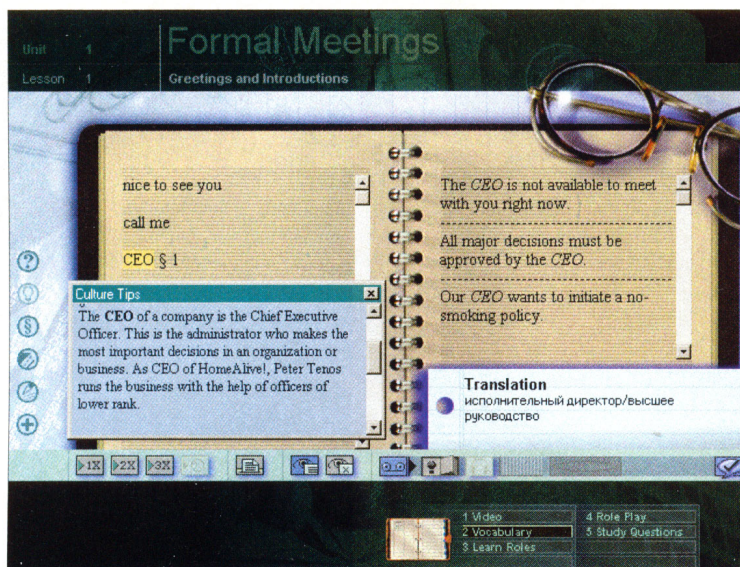 Unit 1
Formal Meetings
Lesson 1
Greetings and Introductions
nice to see you
call me
CEO § 1
The CEO is not available to meet
with you right now.
All major decisions must be
approved by the CEO.
Our CEO wants to initiate a no-
smoking policy.
Culture Tips
The CEO of a company is the Chief Executive
Officer. This is the administrator who makes the
most important decisions in an organization or
business. As CEO of HomeAlive!, Peter Tenos
runs the business with the help of officers of
lower rank.
Translation
исполнительный директор/высшее
руководство
1X 2X 3X
1 Video
2 Vocabulary
3 Learn Roles
4 Role Play
5 Study Questions